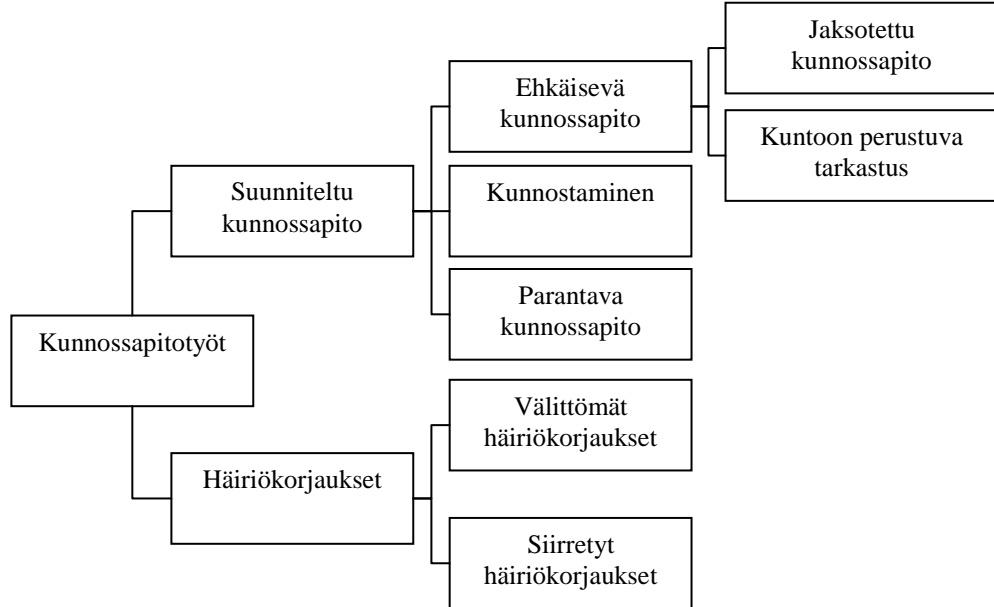 Jaksotettu
kunnossapito
Ehkäisevä
kunnossapito
Kuntoon perustuva
tarkastus
Suunniteltu
kunnossapito
Kunnostaminen
Parantava
kunnossapito
Kunnossapitotyöt
Välittömät
häiriökorjaukset
Häiriökorjaukset
Siirretyt
häiriökorjaukset